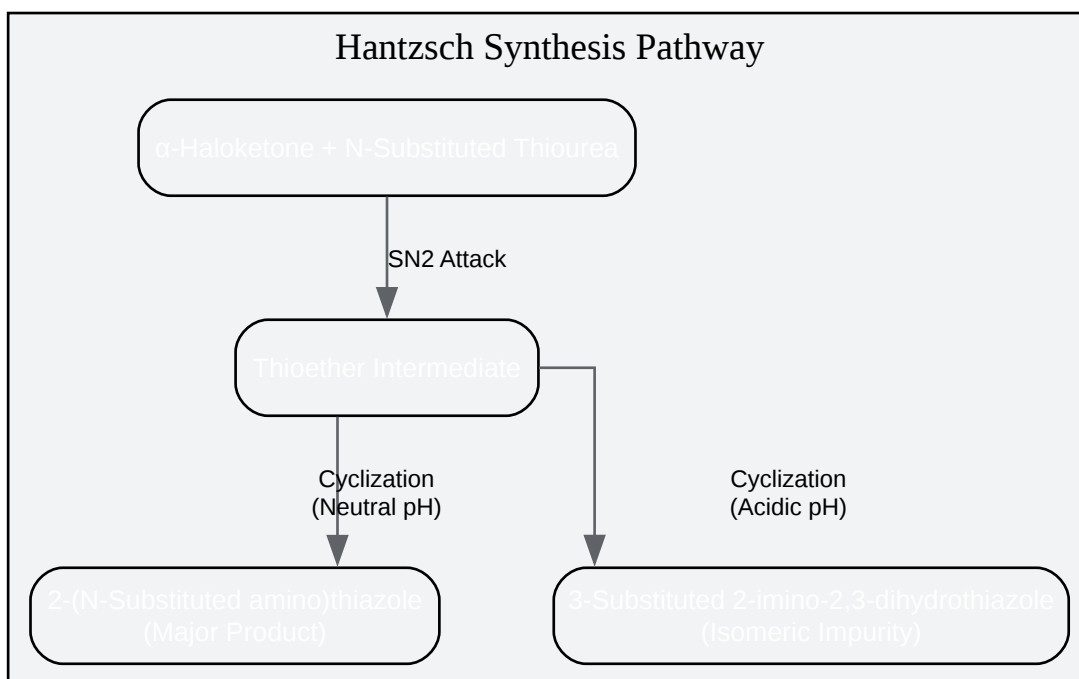 Hantzsch Synthesis Pathway
α-Haloketone + N-Substituted Thiourea
SN2 Attack
Thioether Intermediate
Cyclization
(Neutral pH)
Cyclization
(Acidic pH)
2-(N-Substituted amino)thiazole
(Major Product)
3-Substituted 2-imino-2,3-dihydrothiazole
(Isomeric Impurity)